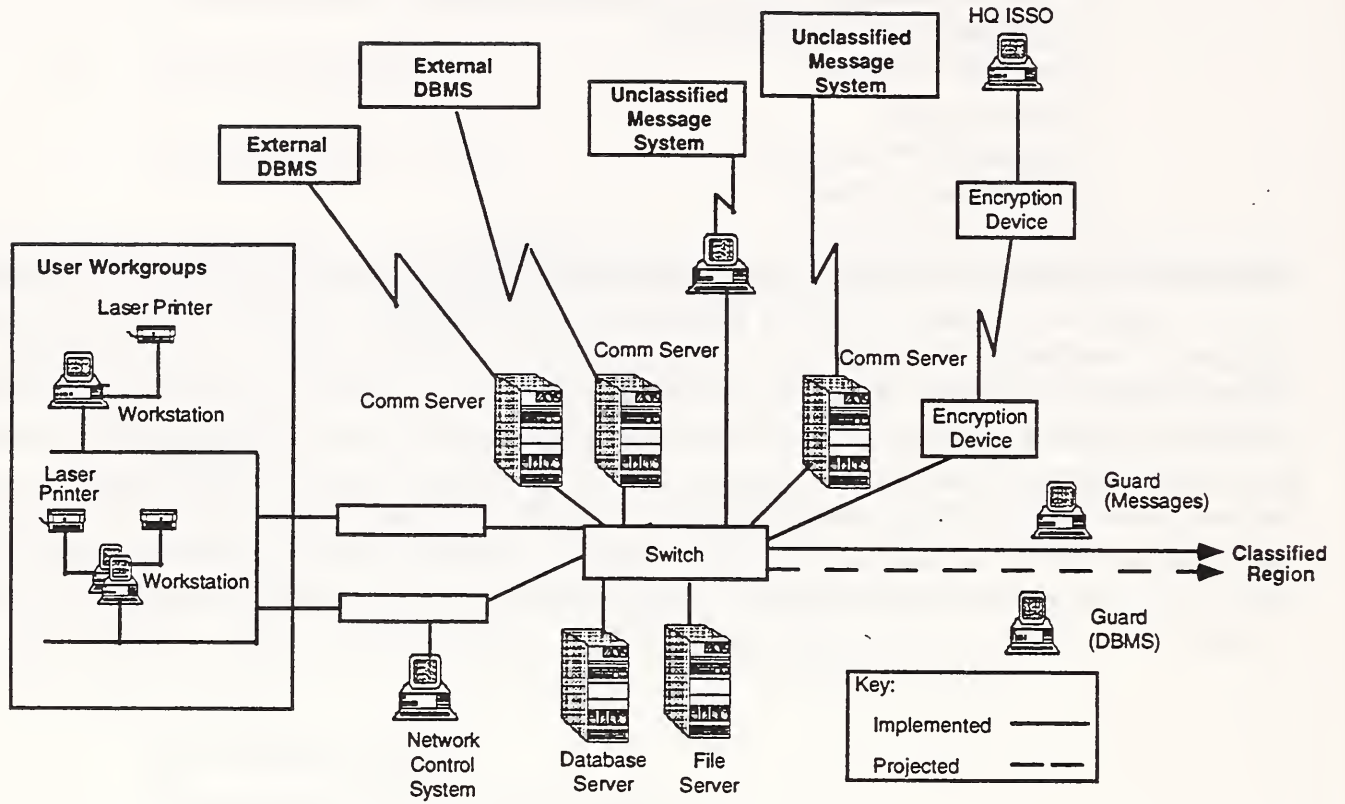 HQ ISSO
Unclassified
Message
System
External
DBMS
Unclassified
Message
System
External
DBMS
Encryption
Device
User Workgroups
Laser Printer
Workstation
Comm Server
Comm Server
Comm Server
Encryption
Device
Laser
Printer
Workstation
Guard
(Messages)
Switch
Classified
Region
Guard
(DBMS)
Network
Control
System
Database
Server
File
Server
Key:
Implemented
Projected